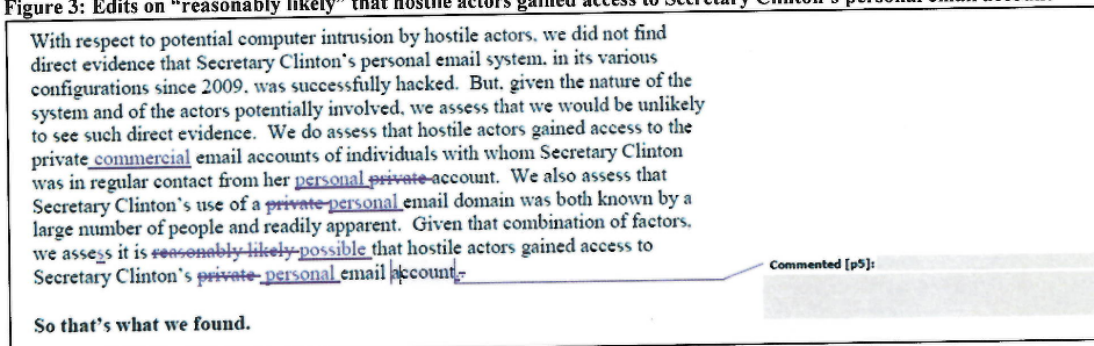 Figure 3: Edits on "reasonably likely" that hostile actors gained access to Secretary Clinton's personal email account
With respect to potential computer intrusion by hostile actors, we did not find
direct evidence that Secretary Clinton's personal email system, in its various
configurations since 2009, was successfully hacked. But, given the nature of the
system and of the actors potentially involved, we assess that we would be unlikely
to see such direct evidence. We do assess that hostile actors gained access to the
private commercial email accounts of individuals with whom Secretary Clinton
was in regular contact from her personal private account. We also assess that
Secretary Clinton's use of a private personal email domain was both known by a
large number of people and readily apparent. Given that combination of factors,
we assess it is reasonably likely possible that hostile actors gained access to
Secretary Clinton's private personal email account.
Commented [p5]:
So that's what we found.